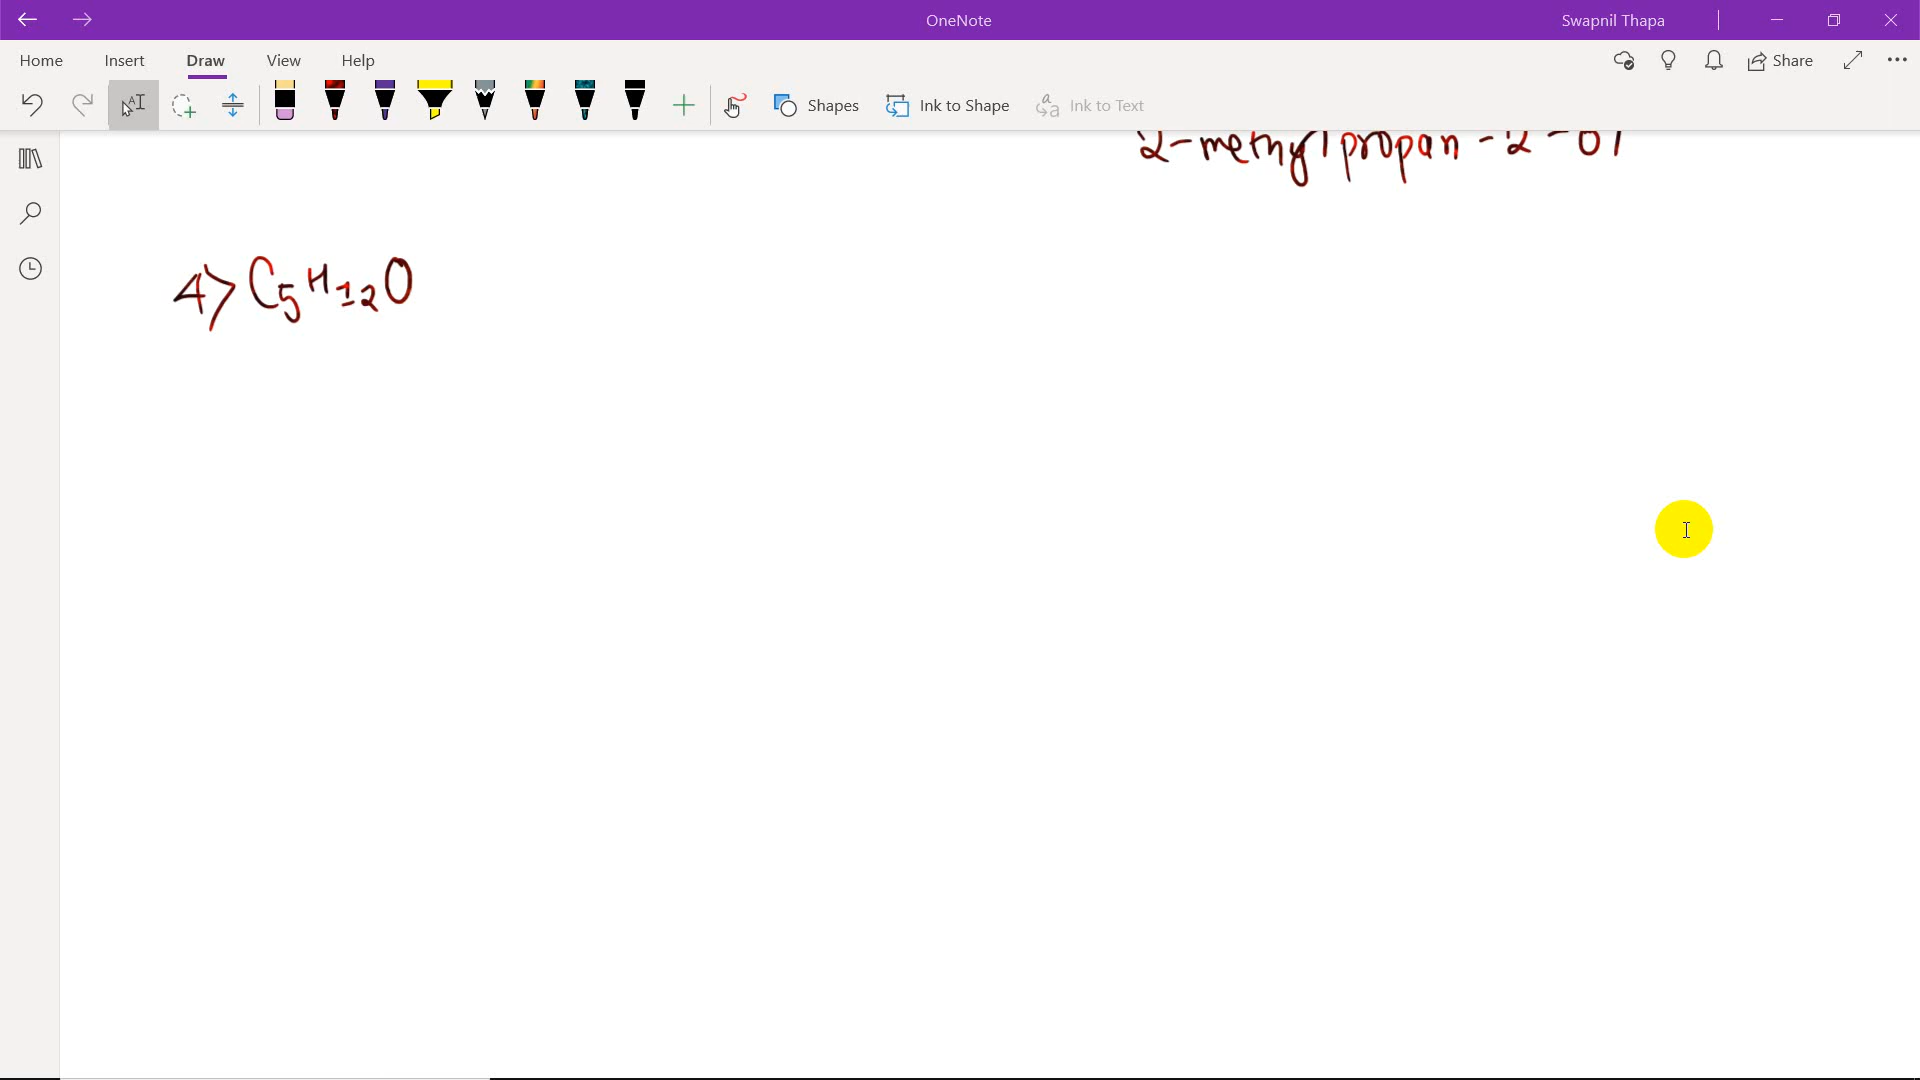 OneNote
Swapnil Thapa
Home Insert Draw View Help
Share
Shapes Ink to Shape Ink to Text
2-methylpropan-2-ol
4> C5H12O